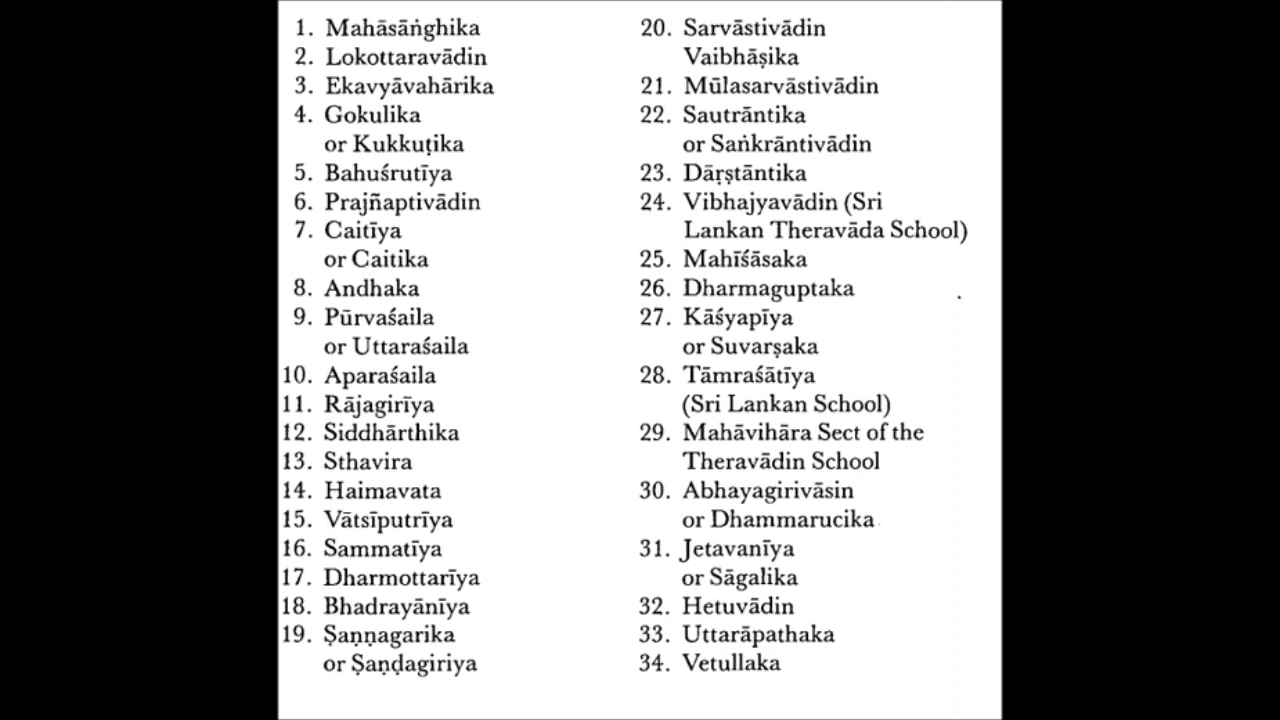 1. Mahāsāṅghika
2. Lokottaravādin
3. Ekavyāvahārika
4. Gokulika
or Kukkuṭika
5. Bahuśrutīya
6. Prajñaptivādin
7. Caitīya
or Caitika
8. Andhaka
9. Pūrvaśaila
or Uttaraśaila
10. Aparaśaila
11. Rājagirīya
12. Siddhārthika
13. Sthavira
14. Haimavata
15. Vātsīputrīya
16. Sammatīya
17. Dharmottarīya
18. Bhadrayānīya
19. Ṣaṇṇagarika
or Ṣaṇḍagiriya
20. Sarvāstivādin
Vaibhāṣika
21. Mūlasarvāstivādin
22. Sautrāntika
or Saṅkrāntivādin
23. Dārṣṭāntika
24. Vibhajyavādin (Sri
Lankan Theravāda School)
25. Mahīśāsaka
26. Dharmaguptaka
27. Kāśyapīya
or Suvarṣaka
28. Tāmraśātīya
(Sri Lankan School)
29. Mahāvihāra Sect of the
Theravādin School
30. Abhayagirivāsin
or Dhammarucika
31. Jetavanīya
or Sāgalika
32. Hetuvādin
33. Uttarāpathaka
34. Vetullaka